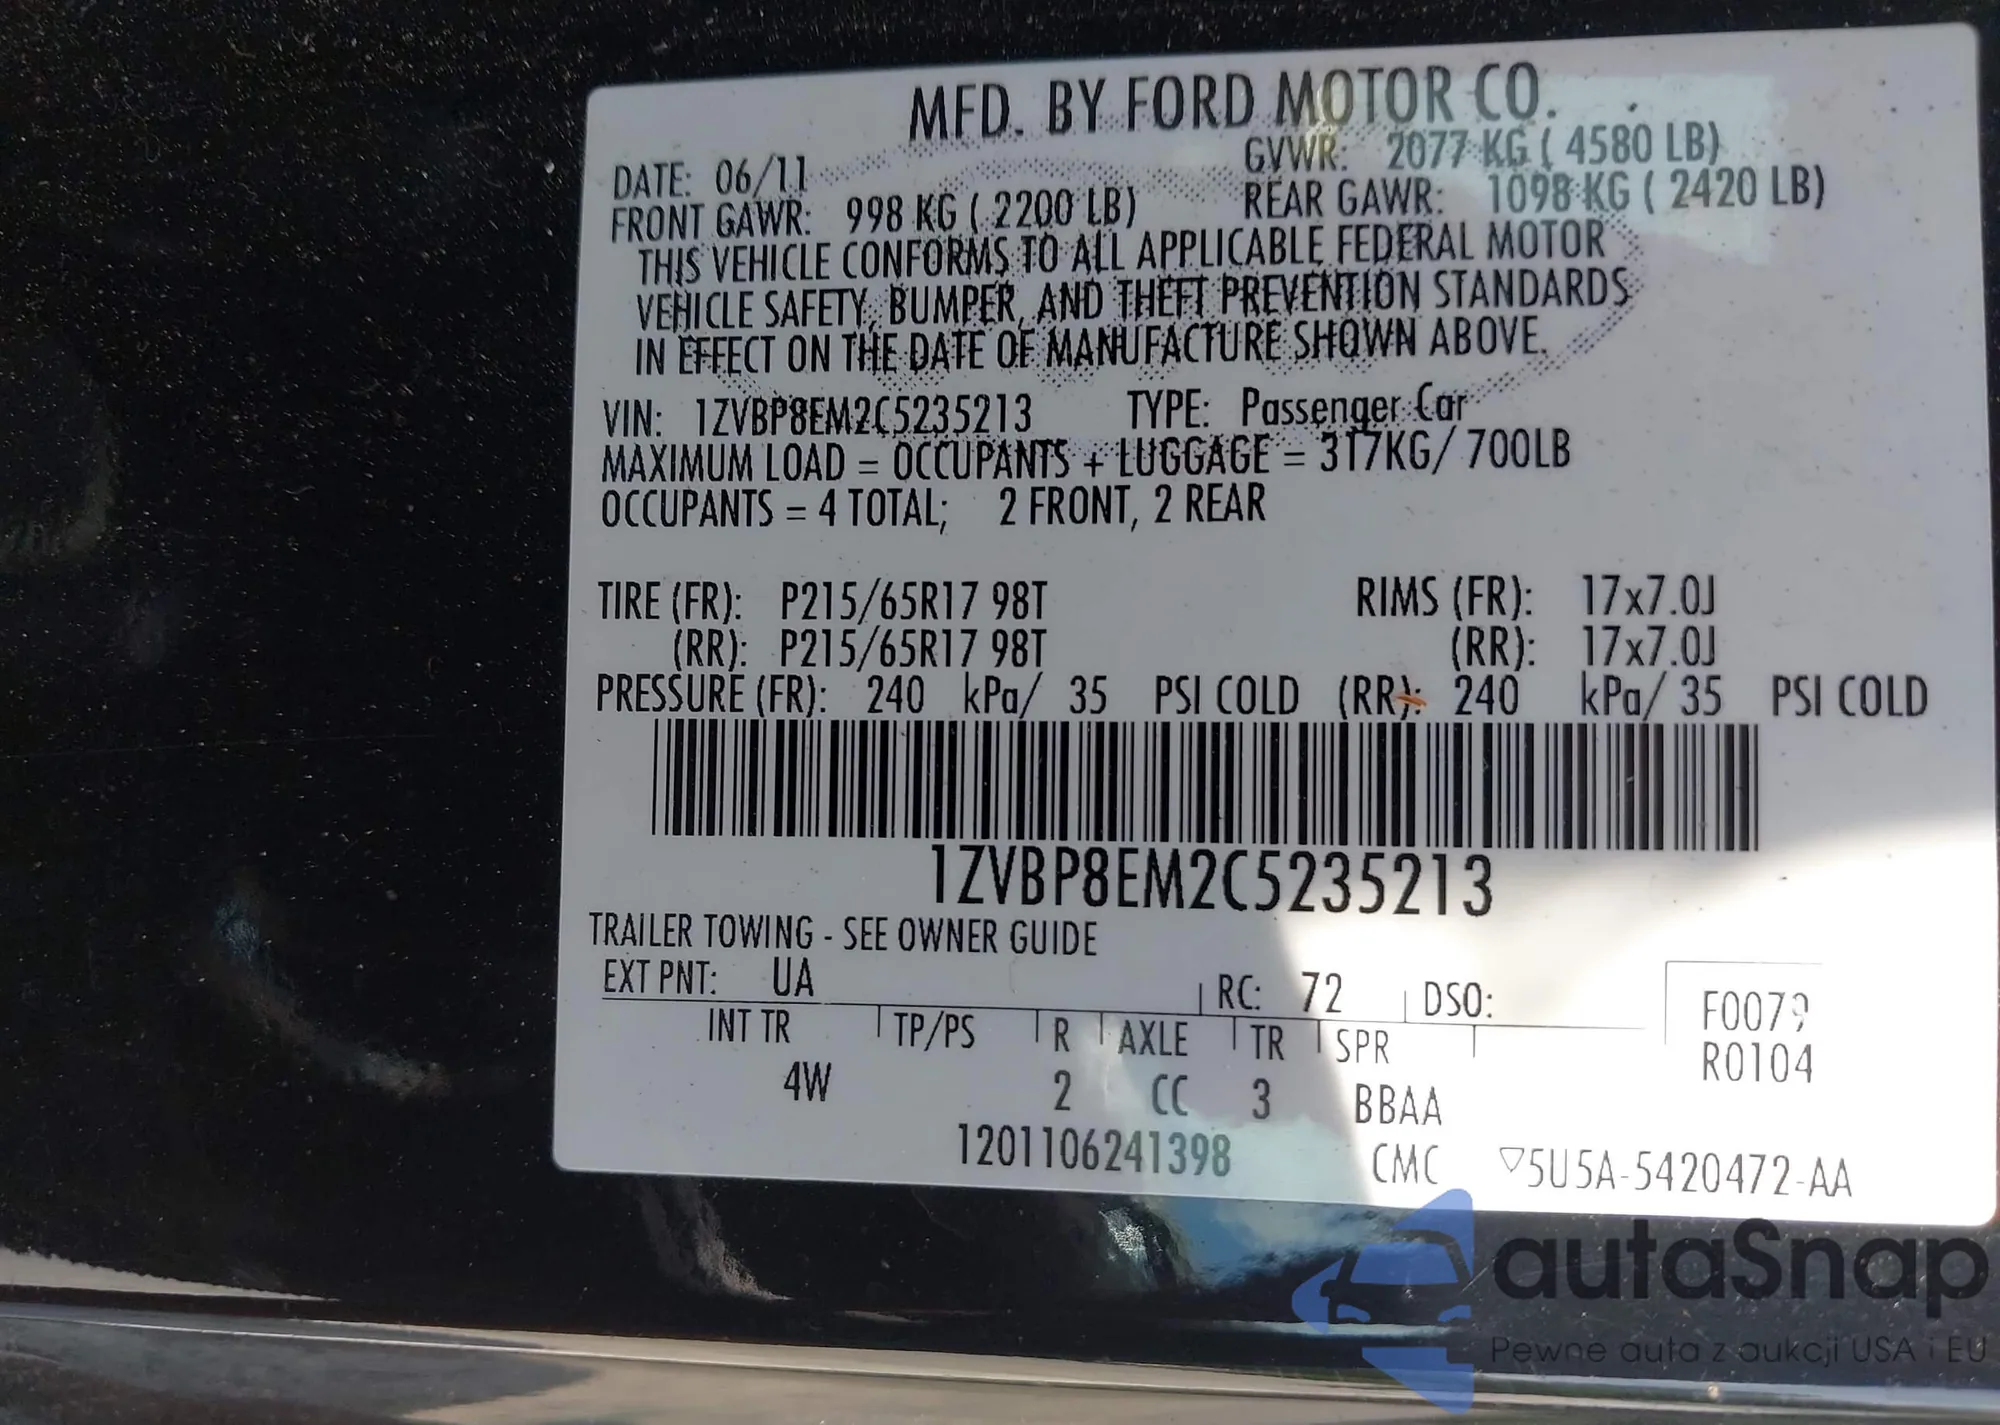 MFD. BY FORD MOTOR CO.
DATE: 06/11 GVWR: 2077 KG ( 4580 LB)
FRONT GAWR: 998 KG ( 2200 LB) REAR GAWR: 1098 KG ( 2420 LB)
THIS VEHICLE CONFORMS TO ALL APPLICABLE FEDERAL MOTOR
VEHICLE SAFETY, BUMPER, AND THEFT PREVENTION STANDARDS
IN EFFECT ON THE DATE OF MANUFACTURE SHOWN ABOVE.
VIN: 1ZVBP8EM2C5235213 TYPE: Passenger Car
MAXIMUM LOAD = OCCUPANTS + LUGGAGE = 317KG/ 700LB
OCCUPANTS = 4 TOTAL; 2 FRONT, 2 REAR
TIRE (FR): P215/65R17 98T RIMS (FR): 17x7.0J
(RR): P215/65R17 98T (RR): 17x7.0J
PRESSURE (FR): 240 kPa/ 35 PSI COLD (RR): 240 kPa/ 35 PSI COLD
1ZVBP8EM2C5235213
TRAILER TOWING - SEE OWNER GUIDE
EXT PNT: UA RC: 72 DSO: F0079
INT TR TP/PS R AXLE TR SPR R0104
4W 2 CC 3 BBAA
1201106241398 CMC ▽5U5A-5420472-AA
autaSnap
Pewne auta z aukcji USA i EU